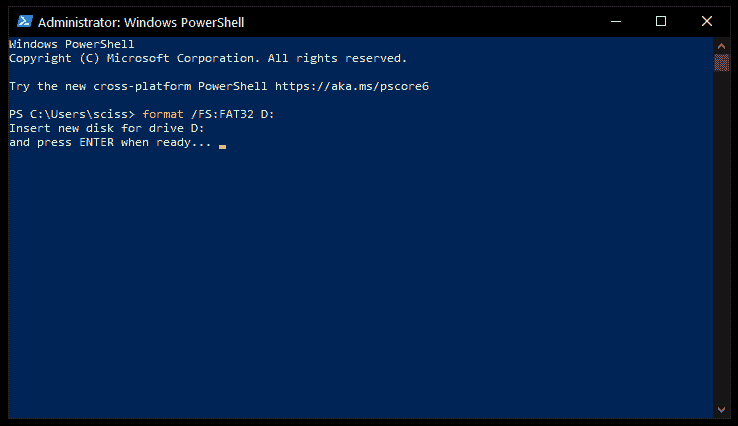 Administrator: Windows PowerShell
Windows PowerShell
Copyright (C) Microsoft Corporation. All rights reserved.
Try the new cross-platform PowerShell https://aka.ms/pscore6
PS C:\Users\sciss> format /FS:FAT32 D:
Insert new disk for drive D:
and press ENTER when ready...